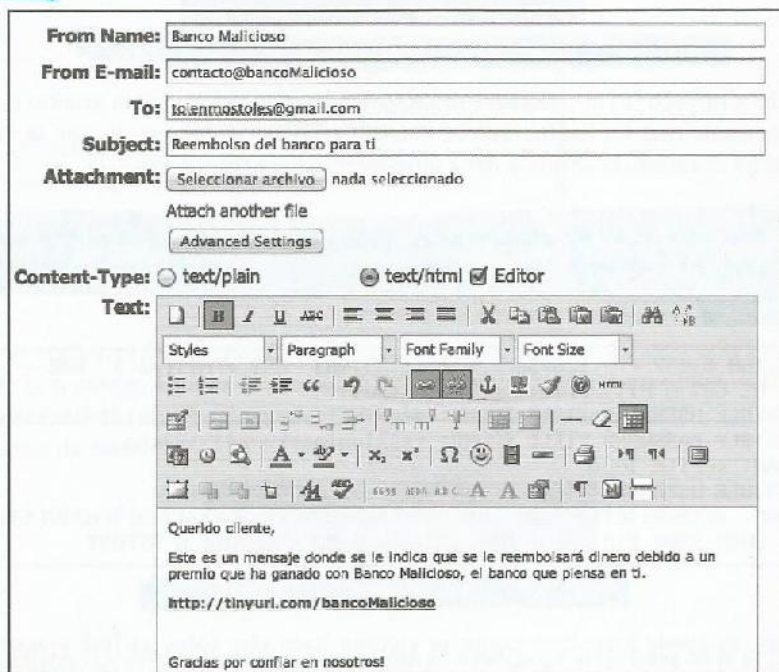 From Name: Banco Malicioso
From E-mail: contacto@bancoMalicioso
To: toienmostoles@gmail.com
Subject: Reembolso del banco para ti
Attachment: Seleccionar archivo nada seleccionado
Attach another file
Advanced Settings
Content-Type: text/plain text/html Editor
Text:
B I U ABC
Styles Paragraph Font Family Font Size
HTML
Querido cliente,
Este es un mensaje donde se le indica que se le reembolsará dinero debido a un
premio que ha ganado con Banco Malicioso, el banco que piensa en ti.
http://tinyurl.com/bancoMalicioso
Gracias por confiar en nosotros!